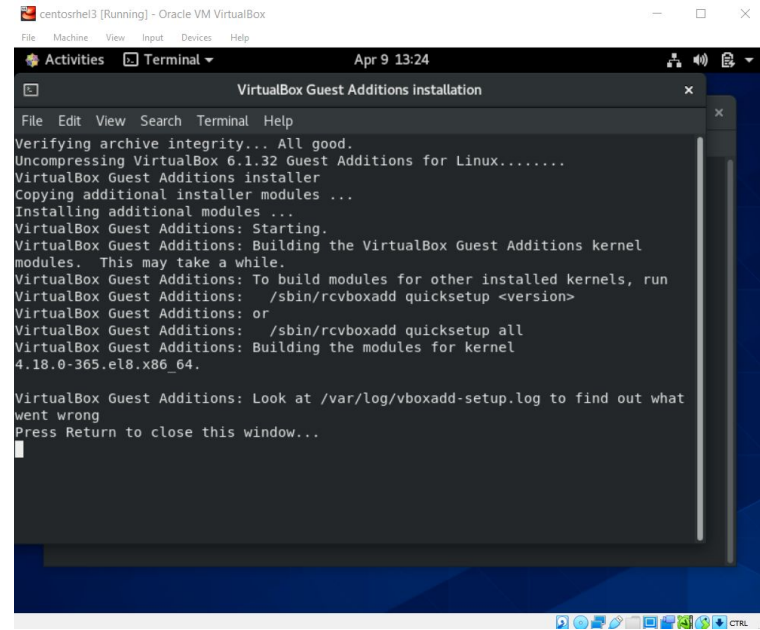 centosrhel3 [Running] - Oracle VM VirtualBox
File Machine View Input Devices Help
Activities Terminal Apr 9 13:24
VirtualBox Guest Additions installation
File Edit View Search Terminal Help
Verifying archive integrity... All good.
Uncompressing VirtualBox 6.1.32 Guest Additions for Linux........
VirtualBox Guest Additions installer
Copying additional installer modules ...
Installing additional modules ...
VirtualBox Guest Additions: Starting.
VirtualBox Guest Additions: Building the VirtualBox Guest Additions kernel
modules.  This may take a while.
VirtualBox Guest Additions: To build modules for other installed kernels, run
VirtualBox Guest Additions:   /sbin/rcvboxadd quicksetup <version>
VirtualBox Guest Additions: or
VirtualBox Guest Additions:   /sbin/rcvboxadd quicksetup all
VirtualBox Guest Additions: Building the modules for kernel
4.18.0-365.el8.x86_64.
VirtualBox Guest Additions: Look at /var/log/vboxadd-setup.log to find out what
went wrong
Press Return to close this window...
CTRL